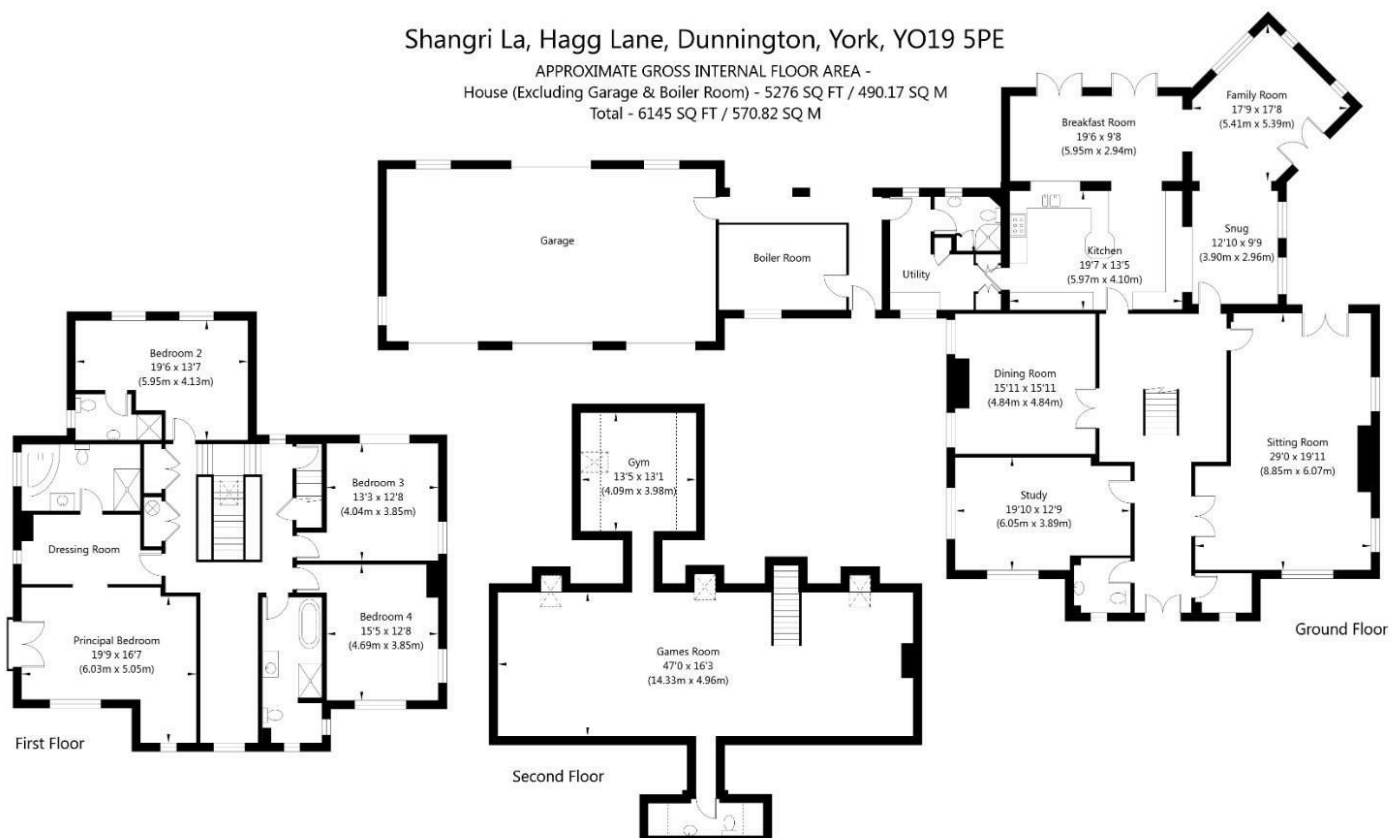 Shangri La, Hagg Lane, Dunnington, York, YO19 5PE
APPROXIMATE GROSS INTERNAL FLOOR AREA -
House (Excluding Garage & Boiler Room) - 5276 SQ FT / 490.17 SQ M
Total - 6145 SQ FT / 570.82 SQ M
Family Room
17'9 x 17'8
(5.41m x 5.39m)
Breakfast Room
19'6 x 9'8
(5.95m x 2.94m)
Garage
Boiler Room
Utility
Kitchen
19'7 x 13'5
(5.97m x 4.10m)
Snug
12'10 x 9'9
(3.90m x 2.96m)
Dining Room
15'11 x 15'11
(4.84m x 4.84m)
Sitting Room
29'0 x 19'11
(8.85m x 6.07m)
Study
19'10 x 12'9
(6.05m x 3.89m)
Ground Floor
Bedroom 2
19'6 x 13'7
(5.95m x 4.13m)
Bedroom 3
13'3 x 12'8
(4.04m x 3.85m)
Dressing Room
Bedroom 4
15'5 x 12'8
(4.69m x 3.85m)
Principal Bedroom
19'9 x 16'7
(6.03m x 5.05m)
First Floor
Gym
13'5 x 13'1
(4.09m x 3.98m)
Games Room
47'0 x 16'3
(14.33m x 4.96m)
Second Floor